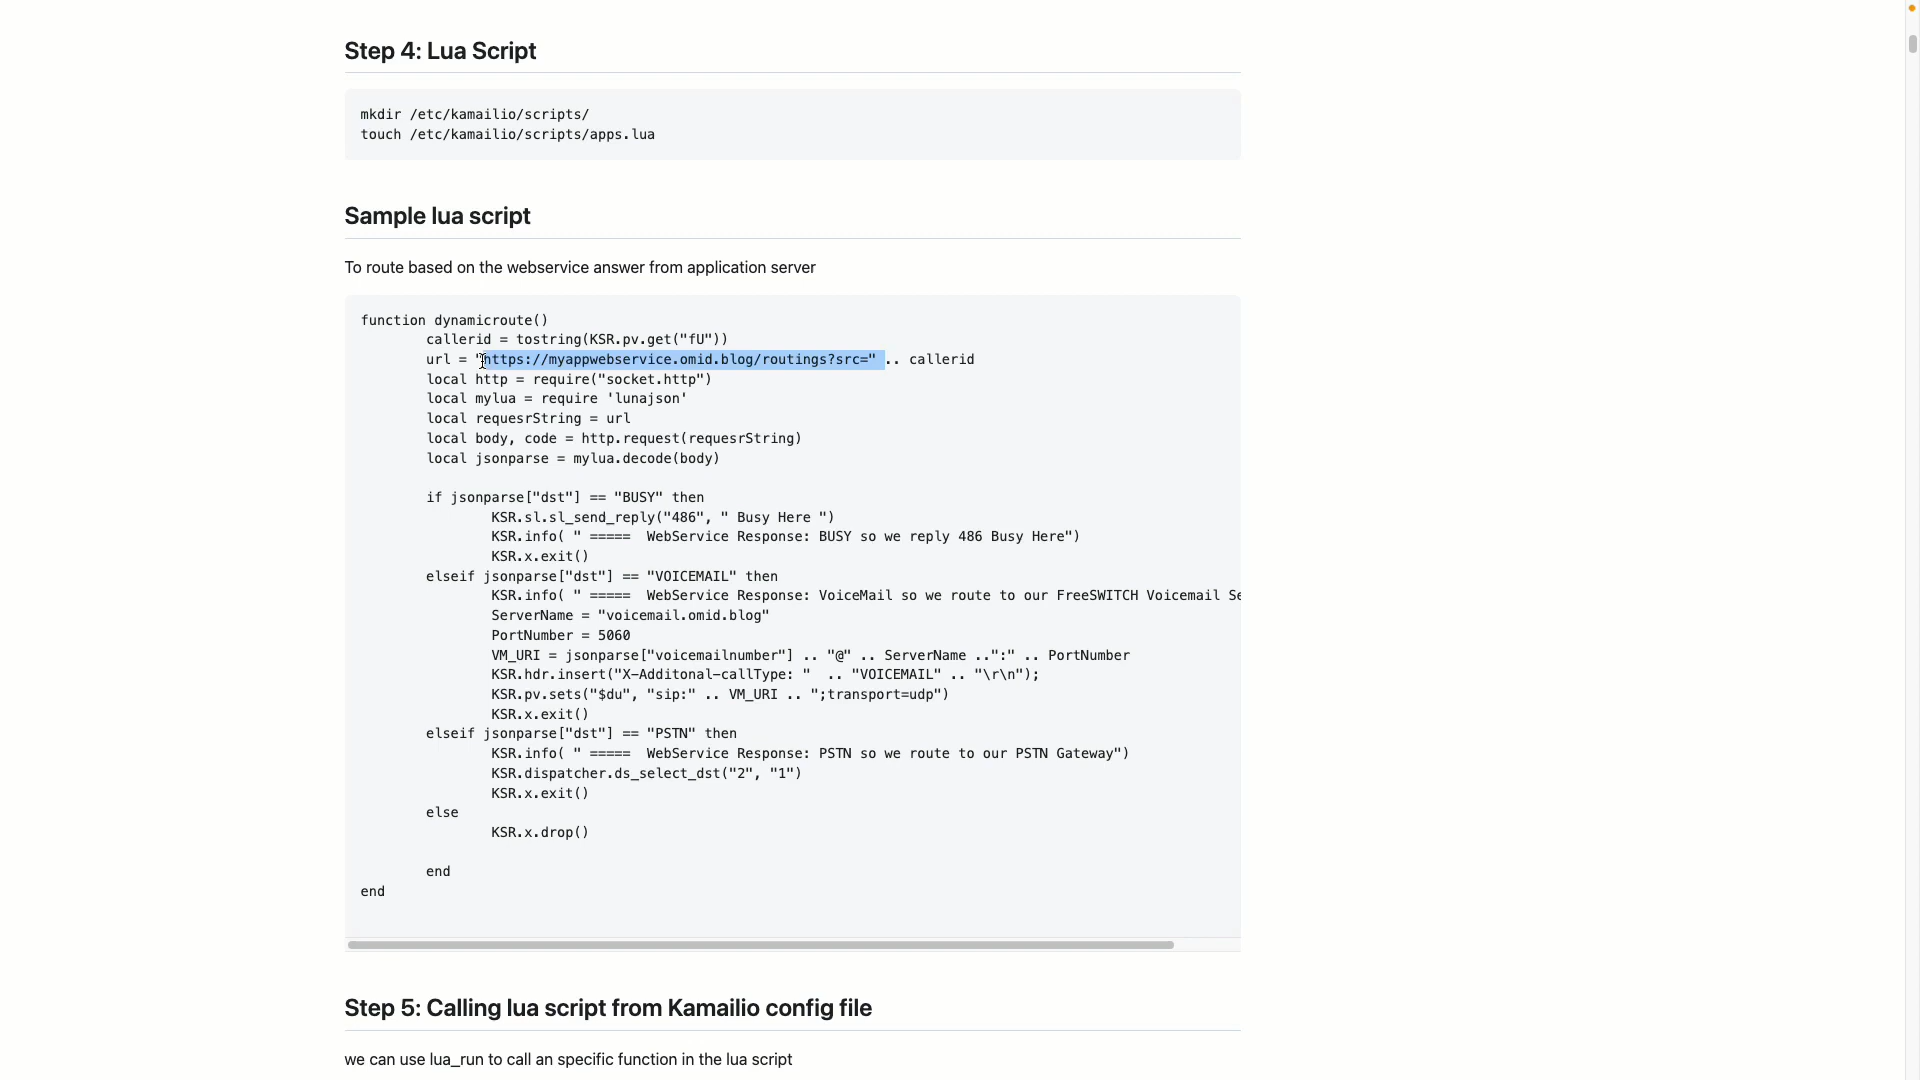 Step 4: Lua Script
mkdir /etc/kamailio/scripts/
touch /etc/kamailio/scripts/apps.lua
Sample lua script
To route based on the webservice answer from application server
function dynamicroute()
        callerid = tostring(KSR.pv.get("fU"))
        url = "https://myappwebservice.omid.blog/routings?src=" .. callerid
        local http = require("socket.http")
        local mylua = require 'lunajson'
        local requesrString = url
        local body, code = http.request(requesrString)
        local jsonparse = mylua.decode(body)
        if jsonparse["dst"] == "BUSY" then
                KSR.sl.sl_send_reply("486", " Busy Here ")
                KSR.info( " =====  WebService Response: BUSY so we reply 486 Busy Here")
                KSR.x.exit()
        elseif jsonparse["dst"] == "VOICEMAIL" then
                KSR.info( " =====  WebService Response: VoiceMail so we route to our FreeSWITCH Voicemail Se
                ServerName = "voicemail.omid.blog"
                PortNumber = 5060
                VM_URI = jsonparse["voicemailnumber"] .. "@" .. ServerName ..":" .. PortNumber
                KSR.hdr.insert("X-Additonal-callType: "  .. "VOICEMAIL" .. "\r\n");
                KSR.pv.sets("$du", "sip:" .. VM_URI .. ";transport=udp")
                KSR.x.exit()
        elseif jsonparse["dst"] == "PSTN" then
                KSR.info( " =====  WebService Response: PSTN so we route to our PSTN Gateway")
                KSR.dispatcher.ds_select_dst("2", "1")
                KSR.x.exit()
        else
                KSR.x.drop()
        end
end
Step 5: Calling lua script from Kamailio config file
we can use lua_run to call an specific function in the lua script